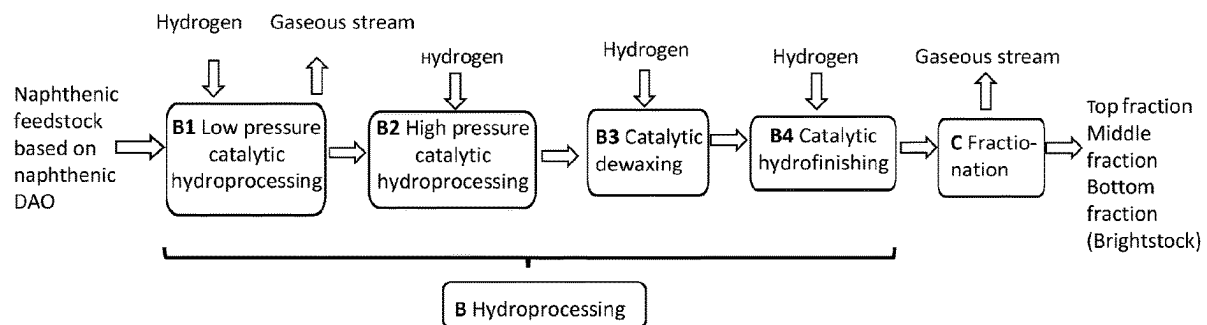 Hydrogen
Gaseous stream
Hydrogen
Hydrogen
Hydrogen
Gaseous stream
Naphthenic
feedstock
based on
naphthenic
DAO
B1 Low pressure
catalytic
hydroprocessing
B2 High pressure
catalytic
hydroprocessing
B3 Catalytic
dewaxing
B4 Catalytic
hydrofinishing
C Fractio-
nation
Top fraction
Middle
fraction
Bottom
fraction
(Brightstock)
B Hydroprocessing